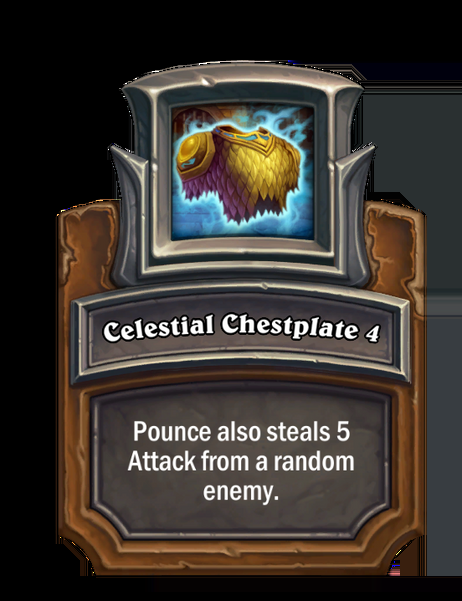 Celestial Chestplate 4
Pounce also steals 5
Attack from a random
enemy.